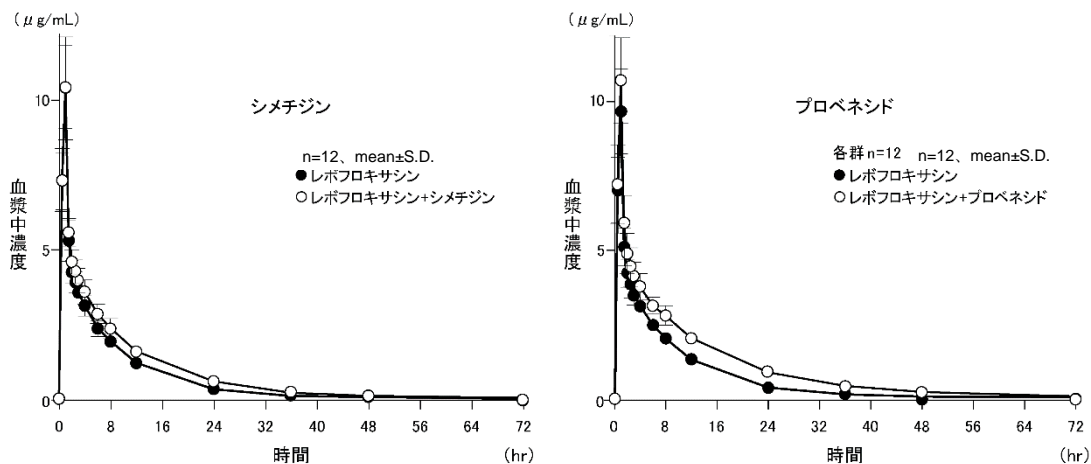 (μg/mL)
10
5
0
血漿中濃度
シメチジン
n=12、mean±S.D.
●レボフロキサシン
○レボフロキサシン+シメチジン
0 8 16 24 32 40 48 56 64 72
時間 (hr)
(μg/mL)
10
5
0
血漿中濃度
プロベネシド
各群n=12 n=12、mean±S.D.
●レボフロキサシン
○レボフロキサシン+プロベネシド
0 8 16 24 32 40 48 56 64 72
時間 (hr)